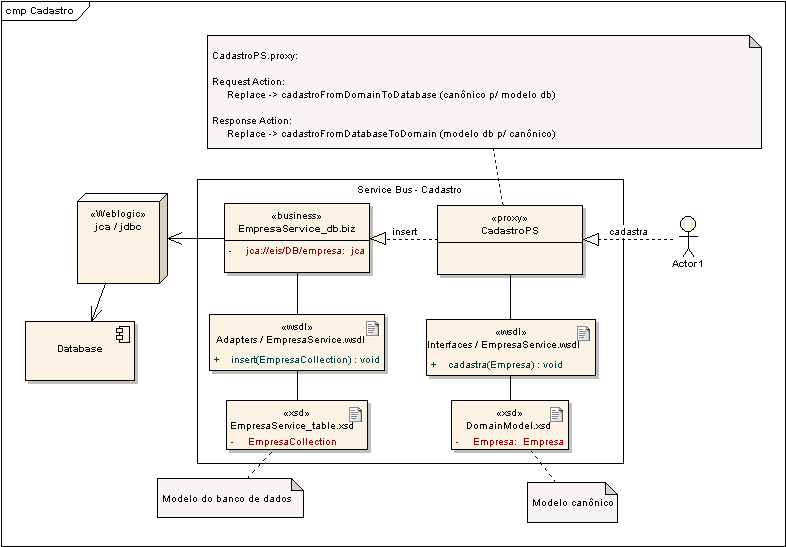 cmp Cadastro
CadastroPS.proxy:
Request Action:
Replace -> cadastroFromDomainToDatabase (canônico p/ modelo db)
Response Action:
Replace -> cadastroFromDatabaseToDomain (modelo db p/ canônico)
Service Bus - Cadastro
«Weblogic»
jca / jdbc
«business»
EmpresaService_db.biz
- jca://eis/DB/empresa: jca
insert
«proxy»
CadastroPS
cadastra
Actor1
Database
«wsdl»
Adapters / EmpresaService.wsdl
+ insert(EmpresaCollection) : void
«wsdl»
Interfaces / EmpresaService.wsdl
+ cadastra(Empresa) : void
«xsd»
EmpresaService_table.xsd
- EmpresaCollection
«xsd»
DomainModel.xsd
- Empresa: Empresa
Modelo do banco de dados
Modelo canônico